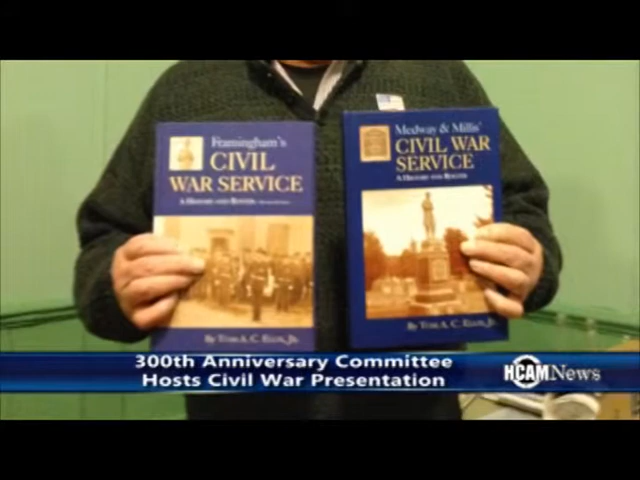 Framingham's
CIVIL
WAR SERVICE
A HISTORY AND ROSTER
Medway & Millis'
CIVIL WAR
SERVICE
A HISTORY AND ROSTER
300th Anniversary Committee
Hosts Civil War Presentation
HCAM NEWS